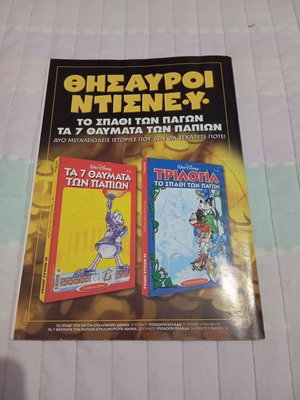 ΘΗΣΑΥΡΟΙ
ΝΤΙΣΝΕ·Υ·
ΤΟ ΣΠΑΘΙ ΤΩΝ ΠΑΓΩΝ
ΤΑ 7 ΘΑΥΜΑΤΑ ΤΩΝ ΠΑΠΙΩΝ
ΔΥΟ ΜΕΓΑΛΕΙΩΔΕΙΣ ΙΣΤΟΡΙΕΣ ΠΟΥ ΔΕΝ ΘΑ ΞΕΧΑΣΕΤΕ ΠΟΤΕ!
Walt Disney
ΤΑ 7 ΘΑΥΜΑΤΑ
ΤΩΝ ΠΑΠΙΩΝ
Walt Disney
ΤΡΙΛΟΓΙΑ
ΤΟ ΣΠΑΘΙ ΤΩΝ ΠΑΓΩΝ